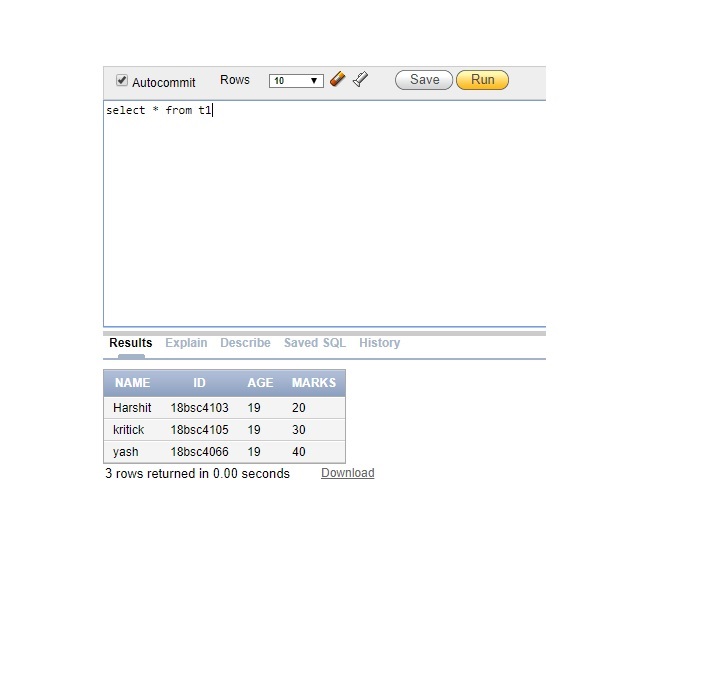 Autocommit Rows 10 Save Run
select * from t1
Results Explain Describe Saved SQL History
NAME ID AGE MARKS
Harshit 18bsc4103 19 20
kritick 18bsc4105 19 30
yash 18bsc4066 19 40
3 rows returned in 0.00 seconds Download